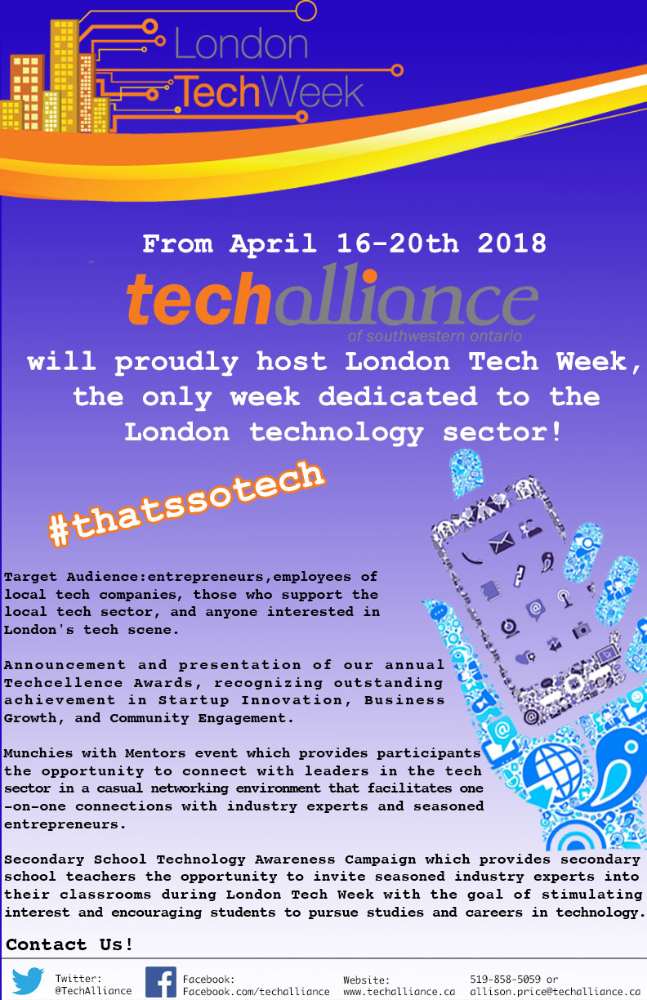 London
TechWeek
From April 16-20th 2018
techalliance
of southwestern ontario
will proudly host London Tech Week,
the only week dedicated to the
London technology sector!
#thatssotech
Target Audience:entrepreneurs,employees of
local tech companies, those who support the
local tech sector, and anyone interested in
London's tech scene.
Announcement and presentation of our annual
Techcellence Awards, recognizing outstanding
achievement in Startup Innovation, Business
Growth, and Community Engagement.
Munchies with Mentors event which provides participants
the opportunity to connect with leaders in the tech
sector in a casual networking environment that facilitates one
-on-one connections with industry experts and seasoned
entrepreneurs.
Secondary School Technology Awareness Campaign which provides secondary
school teachers the opportunity to invite seasoned industry experts into
their classrooms during London Tech Week with the goal of stimulating
interest and encouraging students to pursue studies and careers in technology.
Contact Us!
Twitter:
@TechAlliance
Facebook:
Facebook.com/techalliance
Website:
www.techalliance.ca
519-858-5059 or
allison.price@techalliance.ca